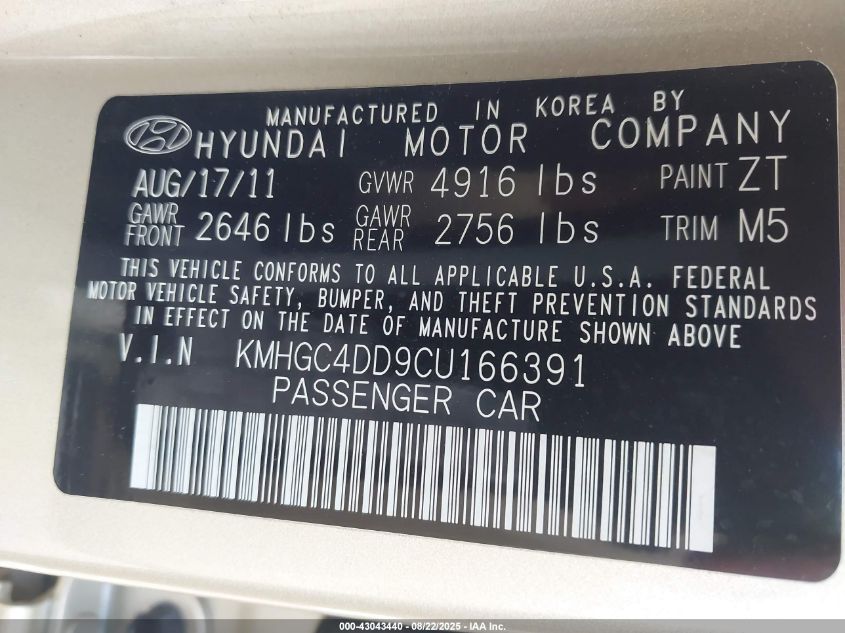 MANUFACTURED IN KOREA BY
HYUNDAI MOTOR COMPANY
AUG/17/11 GVWR 4916 lbs PAINT ZT
GAWR FRONT 2646 lbs GAWR REAR 2756 lbs TRIM M5
THIS VEHICLE CONFORMS TO ALL APPLICABLE U.S.A. FEDERAL
MOTOR VEHICLE SAFETY, BUMPER, AND THEFT PREVENTION STANDARDS
IN EFFECT ON THE DATE OF MANUFACTURE SHOWN ABOVE
V.I.N KMHGC4DD9CU166391
PASSENGER CAR
000-43043440 - 08/22/2025 - IAA Inc.